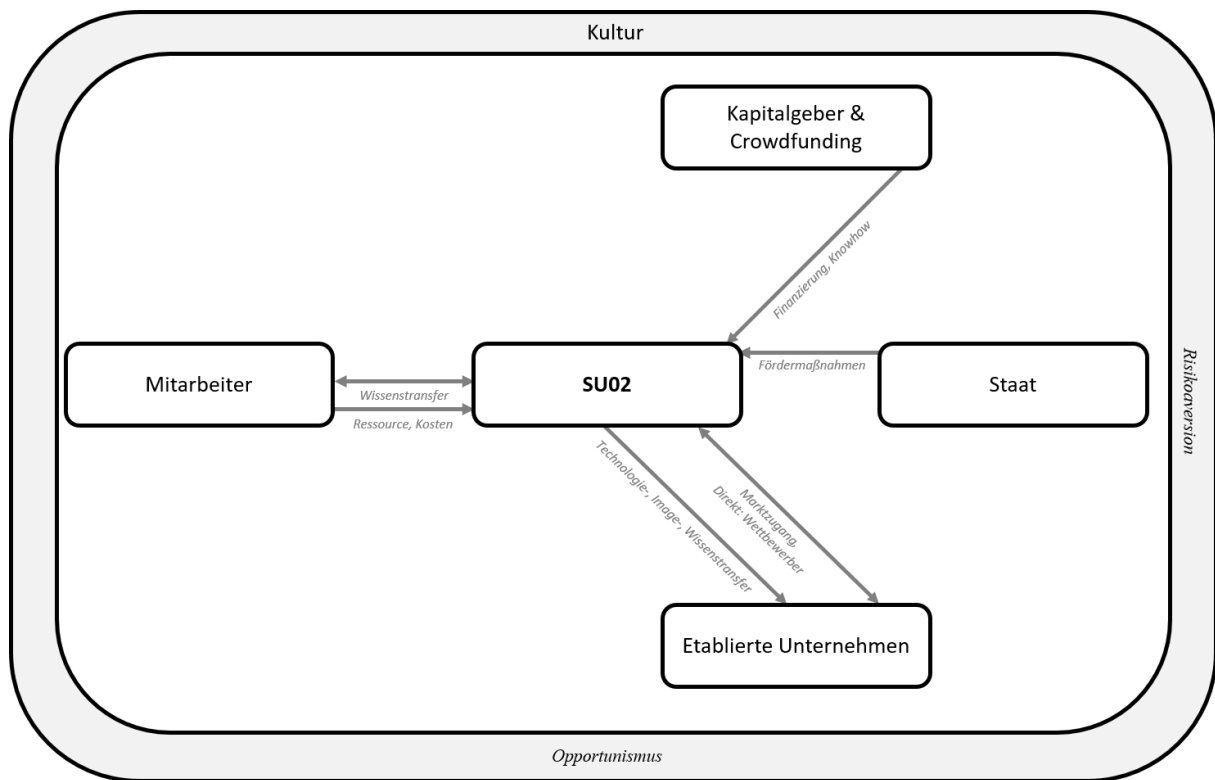 Kultur
Kapitalgeber &
Crowdfunding
Finanzierung, Knowhow
Mitarbeiter
Wissenstransfer
Ressource, Kosten
SU02
Fördermaßnahmen
Staat
Risikoaversion
Technologie-, Image-, Wissenstransfer
Marktzugang,
Direkt: Wettbewerber
Etablierte Unternehmen
Opportunismus